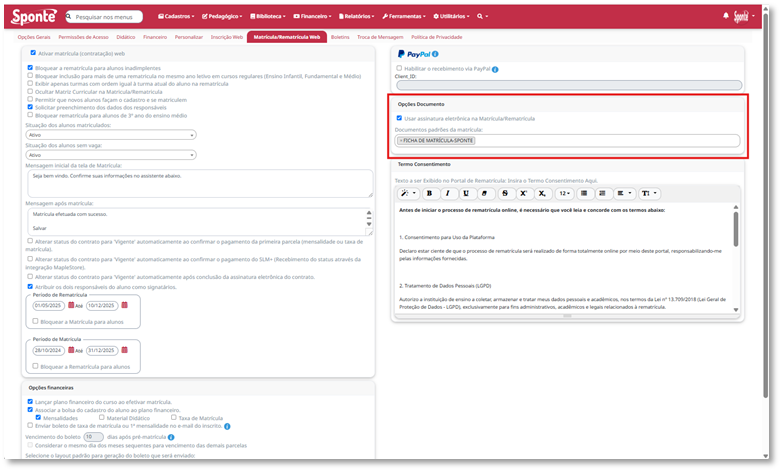 Sponte
Pesquisar nos menus
Cadastros
Pedagógico
Biblioteca
Financeiro
Relatórios
Ferramentas
Utilitários
Sponte
Opções Gerais
Permissões de Acesso
Didático
Financeiro
Personalizar
Inscrição Web
Matrícula/Rematrícula Web
Boletins
Troca de Mensagem
Política de Privacidade
Ativar matrícula (contratação) web
Bloquear a rematrícula para alunos inadimplentes
Bloquear inclusão para mais de uma rematrícula no mesmo ano letivo em cursos regulares (Ensino Infantil, Fundamental e Médio)
Exibir apenas turmas com ordem igual à turma atual do aluno na rematrícula
Ocultar Matriz Curricular na Matrícula/Rematrícula
Permitir que novos alunos façam o cadastro e se matriculem
Solicitar preenchimento dos dados dos responsáveis
Bloquear rematrícula para alunos de 3º ano do ensino médio
Situação dos alunos matriculados:
Ativo
Situação dos alunos sem vaga:
Ativo
Mensagem inicial da tela de Matrícula:
Seja bem vindo. Confirme suas informações no assistente abaixo.
Mensagem após matrícula:
Matrícula efetuada com sucesso.
Salvar
Alterar status do contrato para 'Vigente' automaticamente ao confirmar o pagamento da primeira parcela (mensalidade ou taxa de
matrícula).
Alterar status do contrato para 'Vigente' automaticamente ao confirmar o pagamento do SLM+ (Recebimento do status através da
integração MapleStore).
Alterar status do contrato para 'Vigente' automaticamente após conclusão da assinatura eletrônica do contrato.
Atribuir os dois responsáveis do aluno como signatários.
Período de Rematrícula
01/05/2025 Até 10/12/2025
Bloquear a Matrícula para alunos
Período de Matrícula
28/10/2024 Até 31/12/2025
Bloquear a Rematrícula para alunos
Opções financeiras
Lançar plano financeiro do curso ao efetivar matrícula.
Associar a bolsa do cadastro do aluno ao plano financeiro.
Mensalidades
Material Didático
Taxa de Matrícula
Enviar boleto de taxa de matrícula ou 1ª mensalidade no e-mail do inscrito.
Vencimento do boleto 10 dias após pré matrícula
Considerar o mesmo dia dos meses sequentes para vencimento das demais parcelas
Selecione o layout padrão para geração do boleto que será enviado:
PayPal
Habilitar o recebimento via PayPal
Client_ID:
Opções Documento
Usar assinatura eletrônica na Matrícula/Rematrícula
Documentos padrões da matrícula:
FICHA DE MATRÍCULA-SPONTE
Termo Consentimento
Texto a ser Exibido no Portal de Rematrícula: Insira o Termo Consentimento Aqui.
B
I
U
S
12
Antes de iniciar o processo de rematrícula online, é necessário que você leia e concorde com os termos abaixo:
1. Consentimento para Uso da Plataforma
Declaro estar ciente de que o processo de rematrícula será realizado de forma totalmente online por meio deste portal, responsabilizando-me
pelas informações fornecidas.
2. Tratamento de Dados Pessoais (LGPD)
Autorizo a instituição de ensino a coletar, armazenar e tratar meus dados pessoais e acadêmicos, nos termos da Lei nº 13.709/2018 (Lei Geral de
Proteção de Dados - LGPD), exclusivamente para fins administrativos, acadêmicos e legais relacionados à rematrícula.